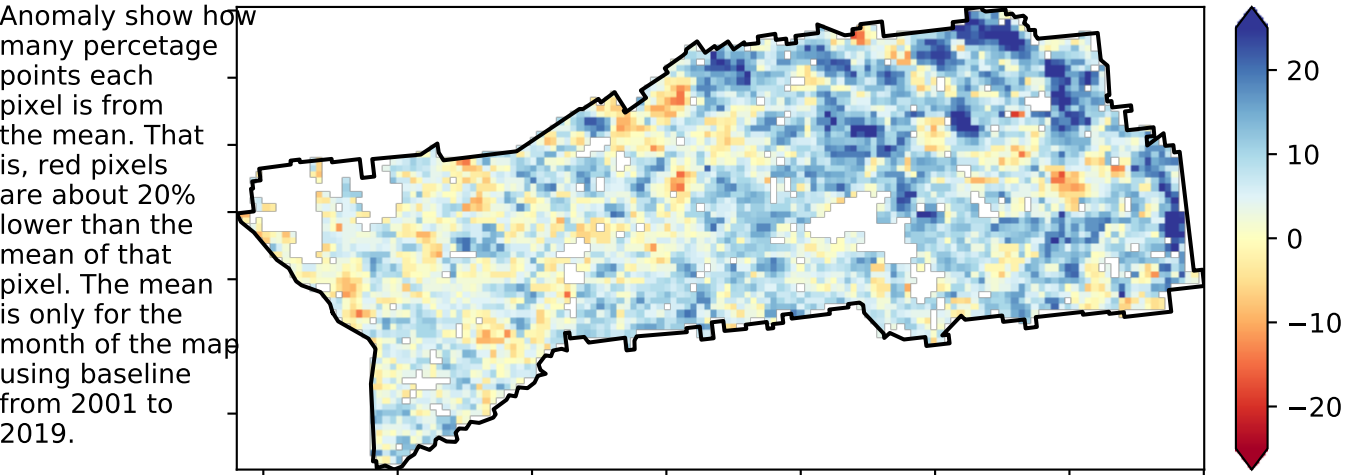 Anomaly show how
many percetage
points each
pixel is from
the mean. That
is, red pixels
are about 20%
lower than the
mean of that
pixel. The mean
is only for the
month of the map
using baseline
from 2001 to
2019.
20
10
0
−10
−20